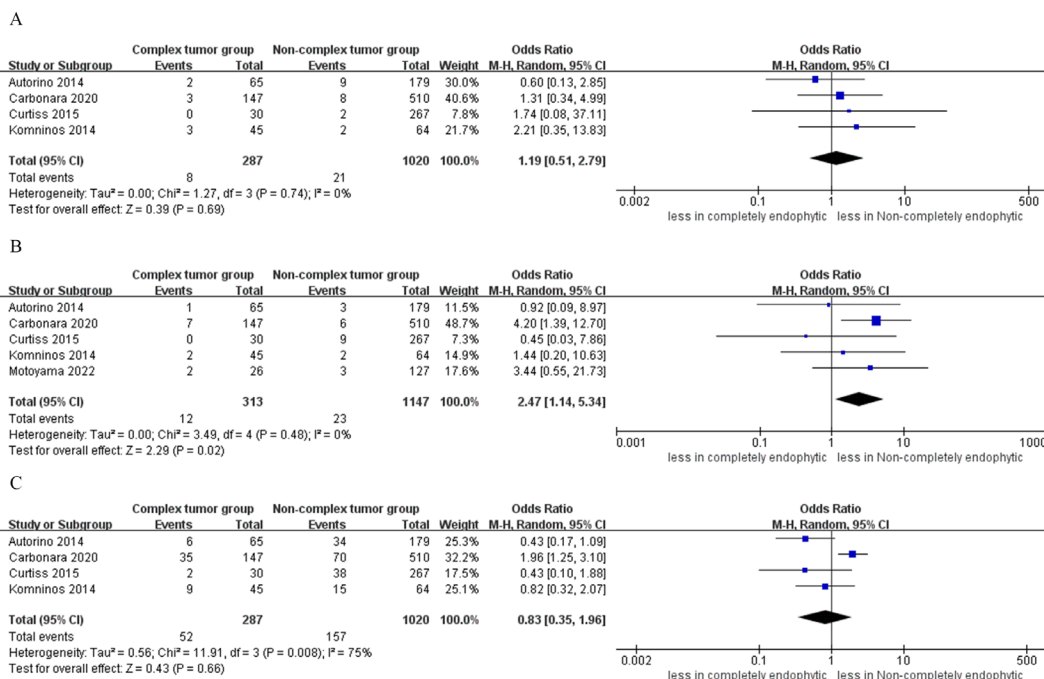 A
Complex tumor group Non-complex tumor group Odds Ratio Odds Ratio
Study or Subgroup Events Total Events Total Weight M-H, Random, 95% CI M-H, Random, 95% CI
Autorino 2014 2 65 9 179 30.0% 0.60 [0.13, 2.85]
Carbonara 2020 3 147 8 510 40.6% 1.31 [0.34, 4.99]
Curtiss 2015 0 30 2 267 7.8% 1.74 [0.08, 37.11]
Komninos 2014 3 45 2 64 21.7% 2.21 [0.35, 13.83]
Total (95% CI) 287 1020 100.0% 1.19 [0.51, 2.79]
Total events 8 21
Heterogeneity: Tau² = 0.00; Chi² = 1.27, df = 3 (P = 0.74); I² = 0%
Test for overall effect: Z = 0.39 (P = 0.69)
0.002 0.1 1 10 500
less in completely endophytic less in Non-completely endophytic
B
Complex tumor group Non-complex tumor group Odds Ratio Odds Ratio
Study or Subgroup Events Total Events Total Weight M-H, Random, 95% CI M-H, Random, 95% CI
Autorino 2014 1 65 3 179 11.5% 0.92 [0.09, 8.97]
Carbonara 2020 7 147 6 510 48.7% 4.20 [1.39, 12.70]
Curtiss 2015 0 30 9 267 7.3% 0.45 [0.03, 7.86]
Komninos 2014 2 45 2 64 14.9% 1.44 [0.20, 10.63]
Motoyama 2022 2 26 3 127 17.6% 3.44 [0.55, 21.73]
Total (95% CI) 313 1147 100.0% 2.47 [1.14, 5.34]
Total events 12 23
Heterogeneity: Tau² = 0.00; Chi² = 3.49, df = 4 (P = 0.48); I² = 0%
Test for overall effect: Z = 2.29 (P = 0.02)
0.001 0.1 1 10 1000
less in completely endophytic less in Non-completely endophytic
C
Complex tumor group Non-complex tumor group Odds Ratio Odds Ratio
Study or Subgroup Events Total Events Total Weight M-H, Random, 95% CI M-H, Random, 95% CI
Autorino 2014 6 65 34 179 25.3% 0.43 [0.17, 1.09]
Carbonara 2020 35 147 70 510 32.2% 1.96 [1.25, 3.10]
Curtiss 2015 2 30 38 267 17.5% 0.43 [0.10, 1.88]
Komninos 2014 9 45 15 64 25.1% 0.82 [0.32, 2.07]
Total (95% CI) 287 1020 100.0% 0.83 [0.35, 1.96]
Total events 52 157
Heterogeneity: Tau² = 0.56; Chi² = 11.91, df = 3 (P = 0.008); I² = 75%
Test for overall effect: Z = 0.43 (P = 0.66)
0.002 0.1 1 10 500
less in completely endophytic less in Non-completely endophytic